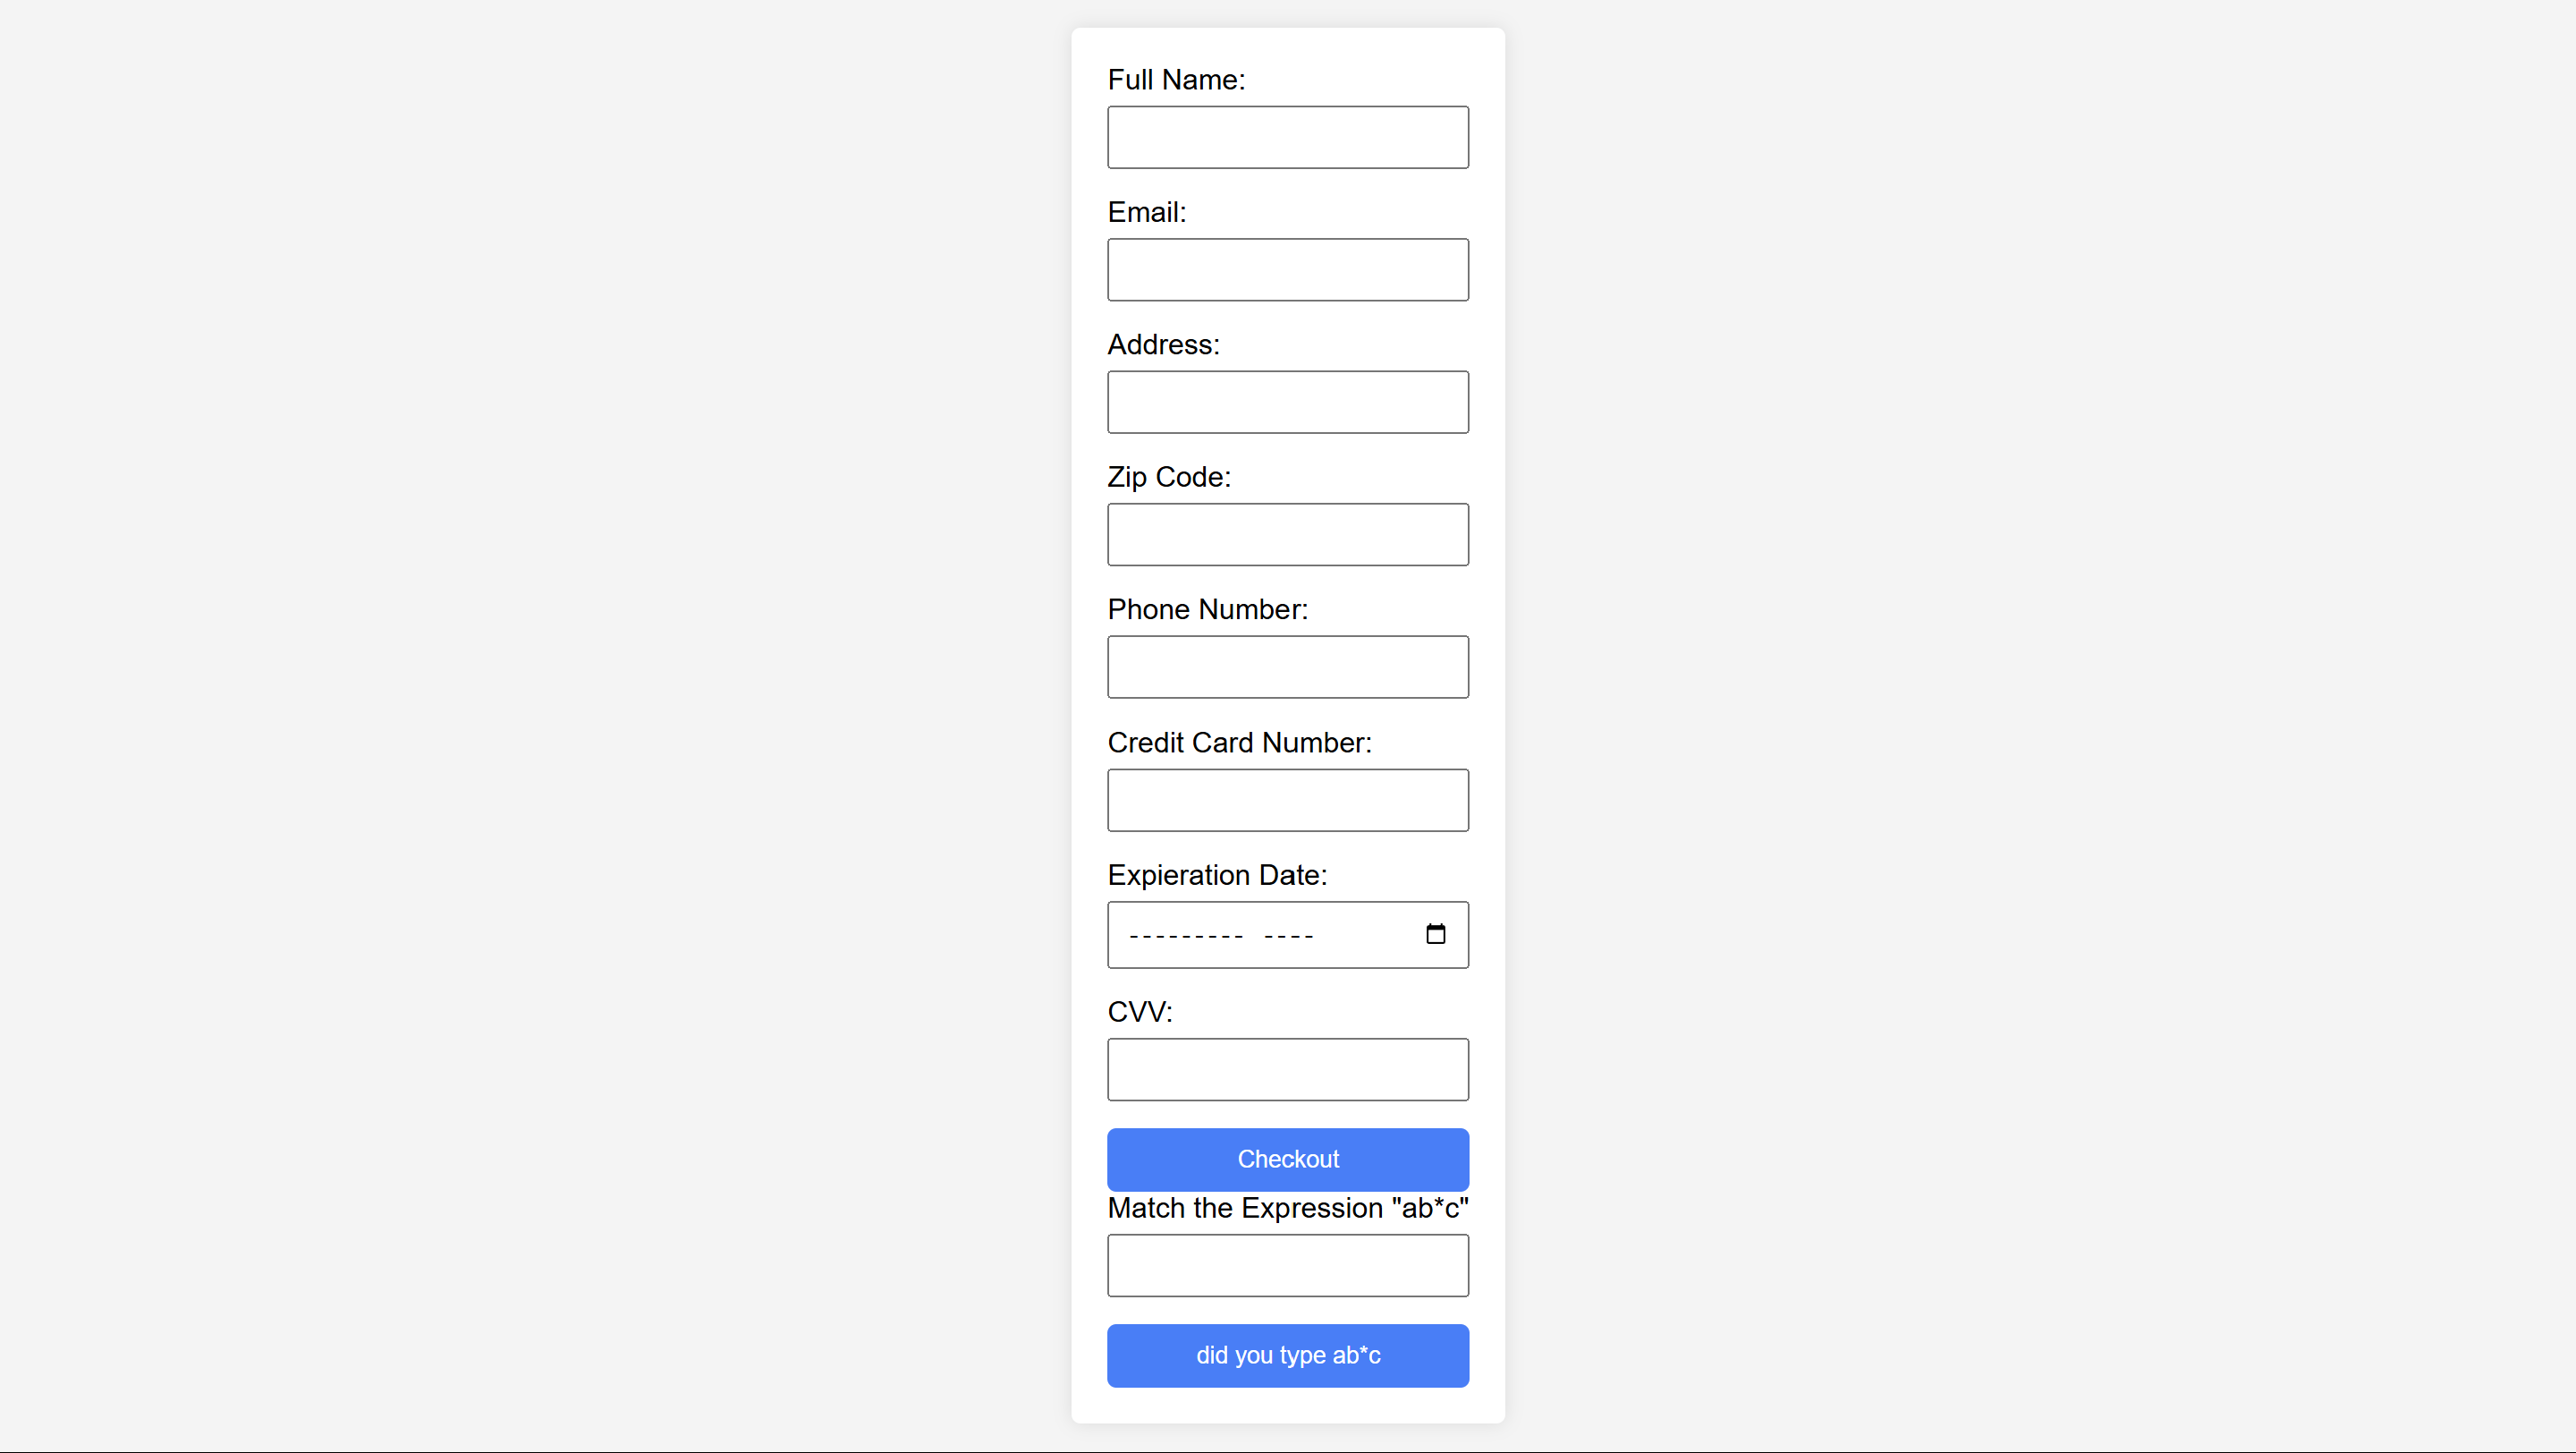 Full Name:
Email:
Address:
Zip Code:
Phone Number:
Credit Card Number:
Expieration Date:
--------- ----
CVV:
Checkout
Match the Expression "ab*c"
did you type ab*c